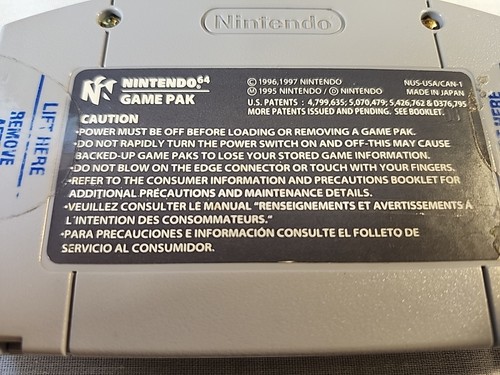 Nintendo
NINTENDO 64
GAME PAK
© 1996,1997 NINTENDO
Ⓜ 1995 NINTENDO / Ⓓ NINTENDO
NUS-USA/CAN-1
MADE IN JAPAN
U.S. PATENTS : 4,799,635; 5,070,479; 5,426,762 & D376,795
MORE PATENTS ISSUED AND PENDING. SEE BOOKLET.
CAUTION
•POWER MUST BE OFF BEFORE LOADING OR REMOVING A GAME PAK.
•DO NOT RAPIDLY TURN THE POWER SWITCH ON AND OFF-THIS MAY CAUSE
BACKED-UP GAME PAKS TO LOSE YOUR STORED GAME INFORMATION.
•DO NOT BLOW ON THE EDGE CONNECTOR OR TOUCH WITH YOUR FINGERS.
•REFER TO THE CONSUMER INFORMATION AND PRECAUTIONS BOOKLET FOR
ADDITIONAL PRECAUTIONS AND MAINTENANCE DETAILS.
•VEUILLEZ CONSULTER LE MANUAL "RENSEIGNEMENTS ET AVERTISSEMENTS À
L'INTENTION DES CONSOMMATEURS."
•PARA PRECAUCIONES E INFORMACIÓN CONSULTE EL FOLLETO DE
SERVICIO AL CONSUMIDOR.
LIFT HERE
REMOVE